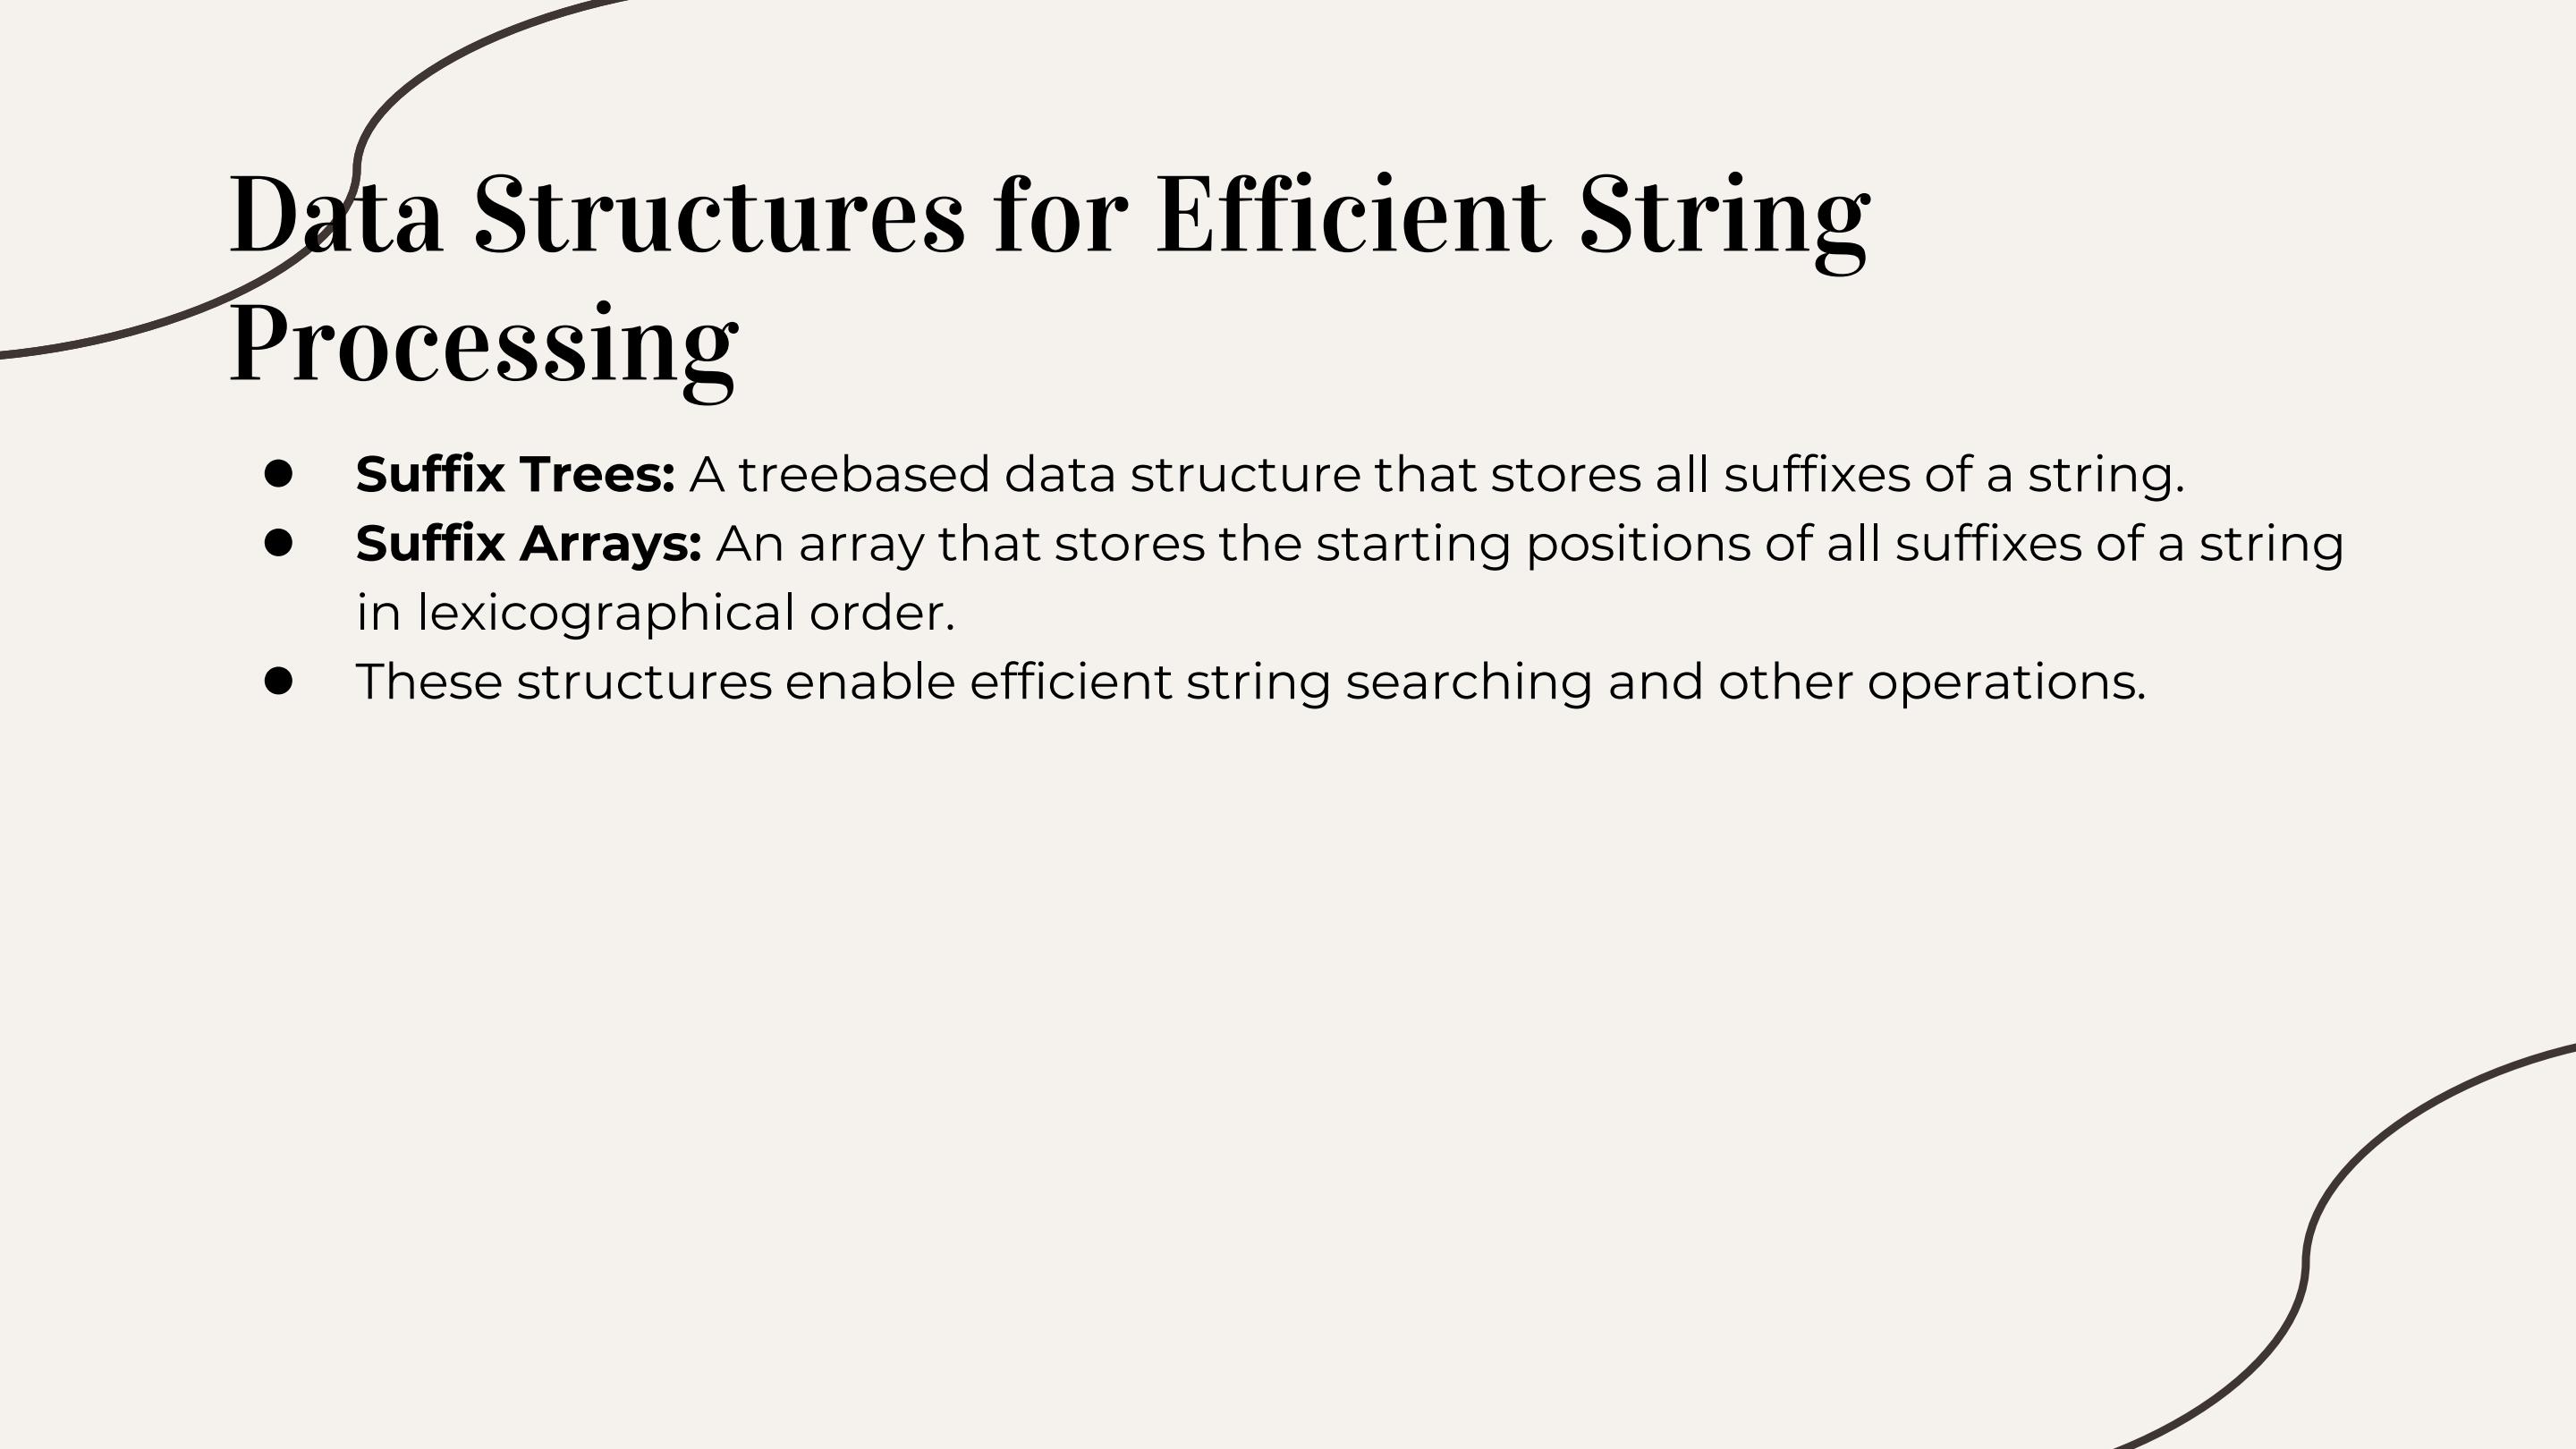 Data Structures for Efficient String
Processing
● Suffix Trees: A treebased data structure that stores all suffixes of a string.
● Suffix Arrays: An array that stores the starting positions of all suffixes of a string
in lexicographical order.
● These structures enable efficient string searching and other operations.